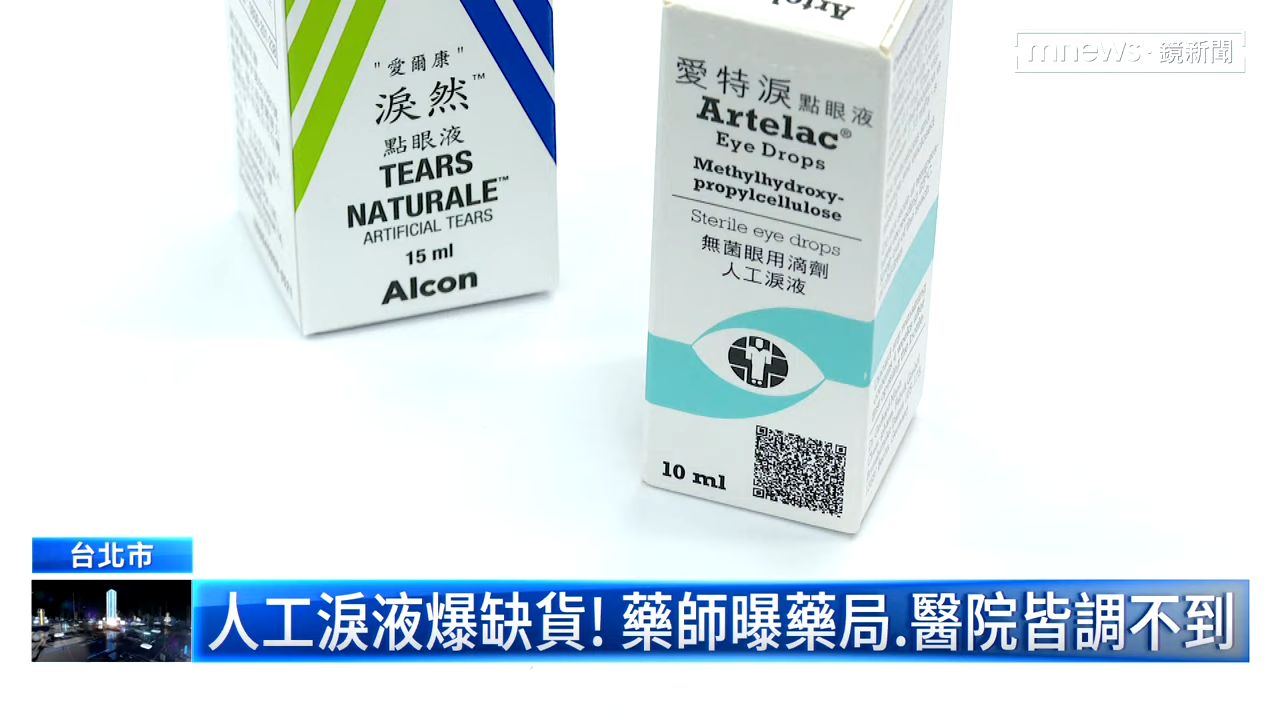 mnews 鏡新聞
"愛爾康"
淚然™
點眼液
TEARS
NATURALE™
ARTIFICIAL TEARS
15 ml
Alcon
Artelac
愛特淚點眼液
Artelac®
Eye Drops
Methylhydroxy-
propylcellulose
Sterile eye drops
無菌眼用滴劑
人工淚液
10 ml
台北市
人工淚液爆缺貨! 藥師曝藥局.醫院皆調不到